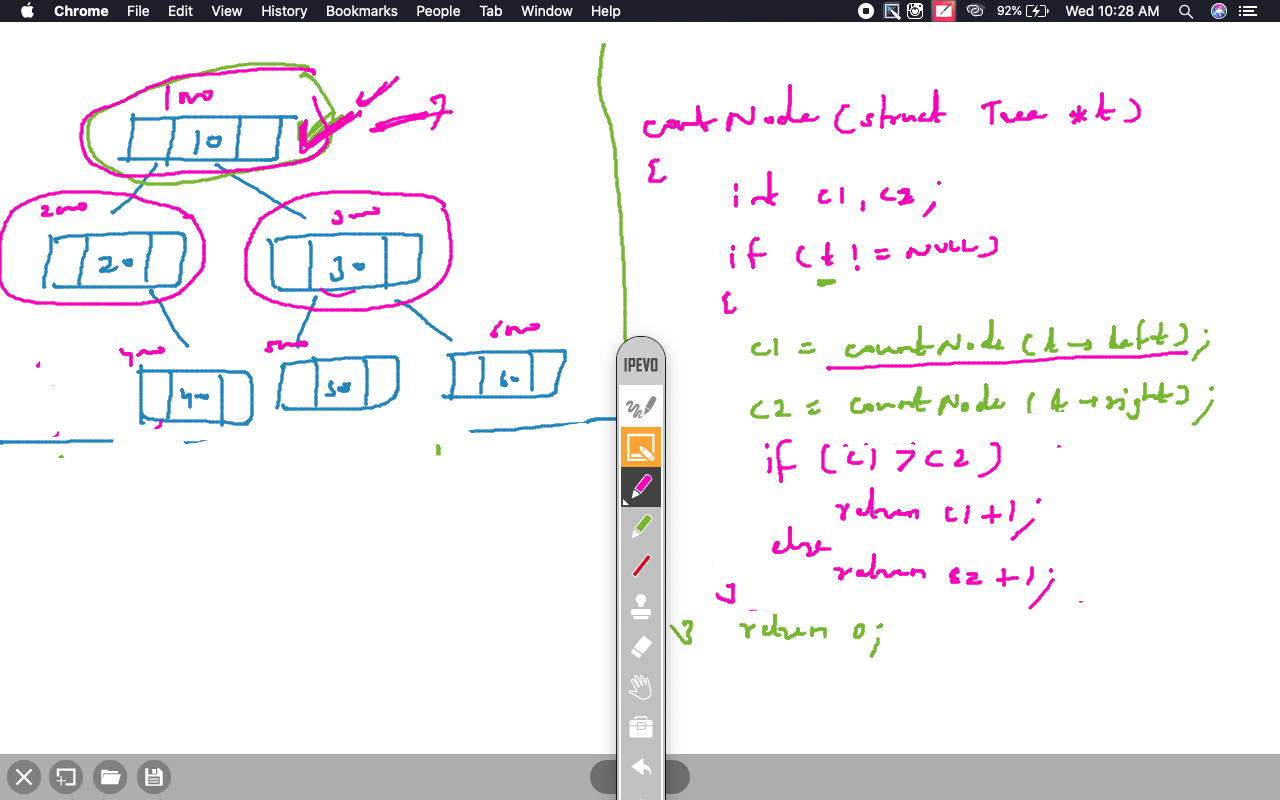 Chrome File Edit View History Bookmarks People Tab Window Help 92% Wed 10:28 AM
1000
10
7
2000
3000
20
30
4000
5000
6000
40
50
60
IPEVO
countNode (struct Tree *t)
{
int c1, c2;
if (t != NULL)
{
c1 = countNode (t → left);
c2 = countNode (t → right);
if (c1 > c2)
return c1+1;
else
return c2+1;
}
} return 0;